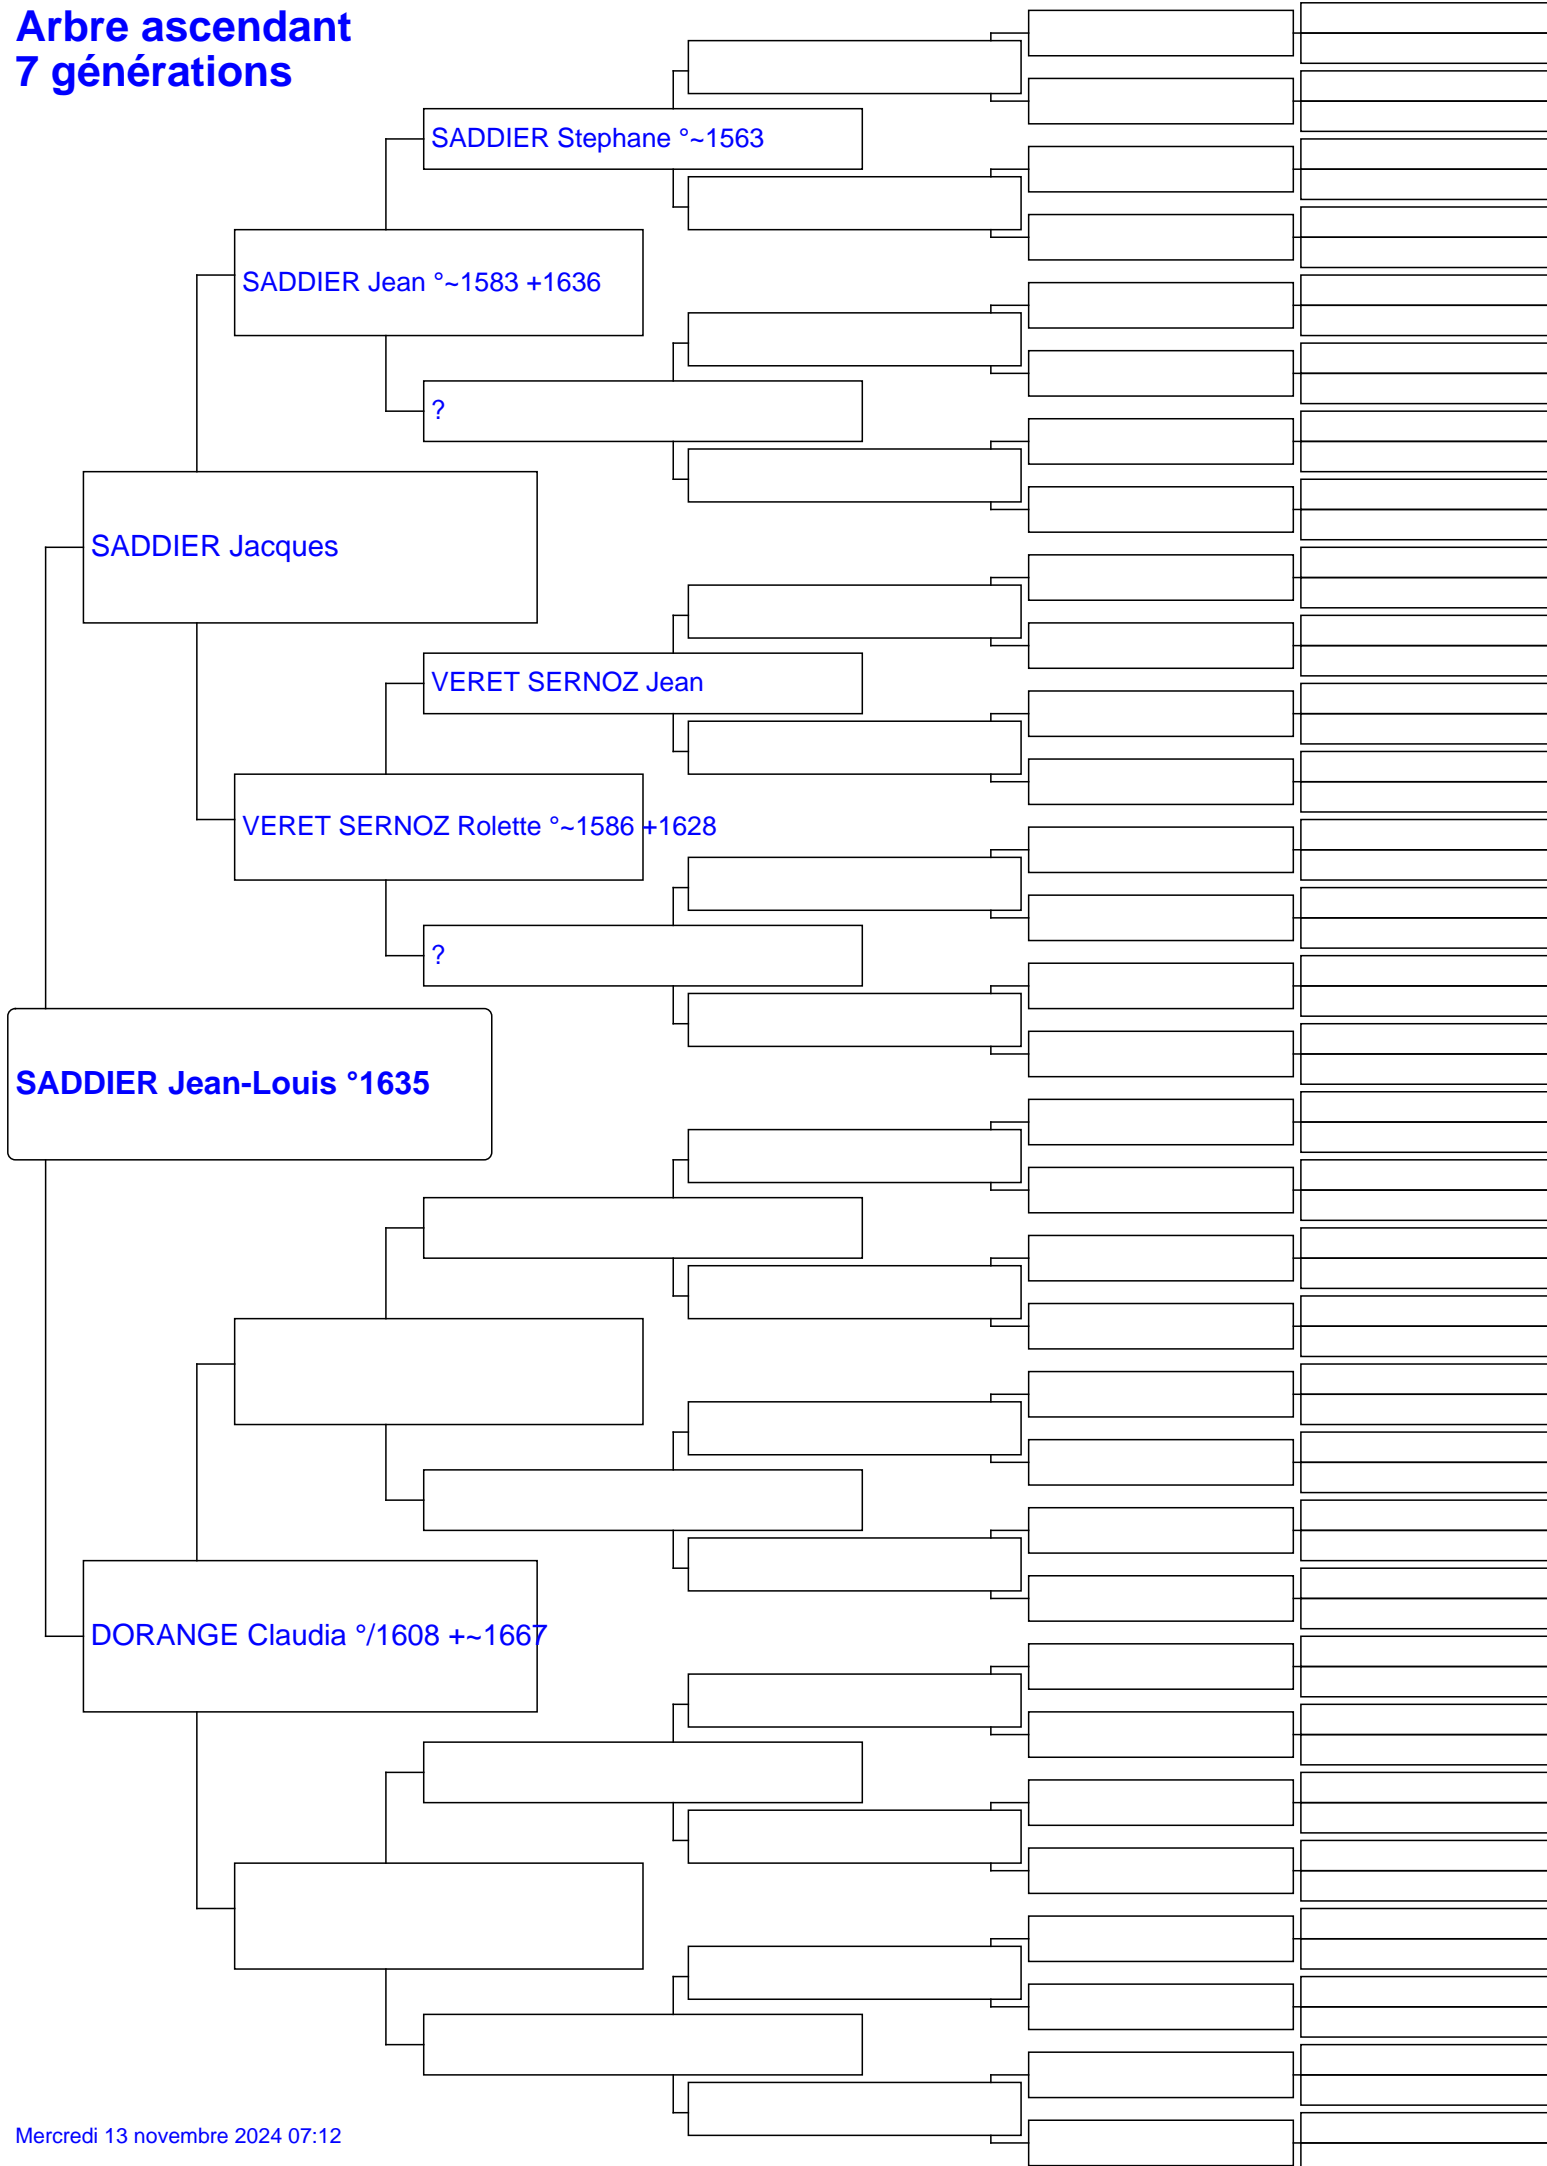 Arbre ascendant
7 générations
SADDIER Stephane °~1563
SADDIER Jean °~1583 +1636
?
SADDIER Jacques
VERET SERNOZ Jean
VERET SERNOZ Rolette °~1586 +1628
?
SADDIER Jean-Louis °1635
DORANGE Claudia °/1608 +~1667
Mercredi 13 novembre 2024 07:12